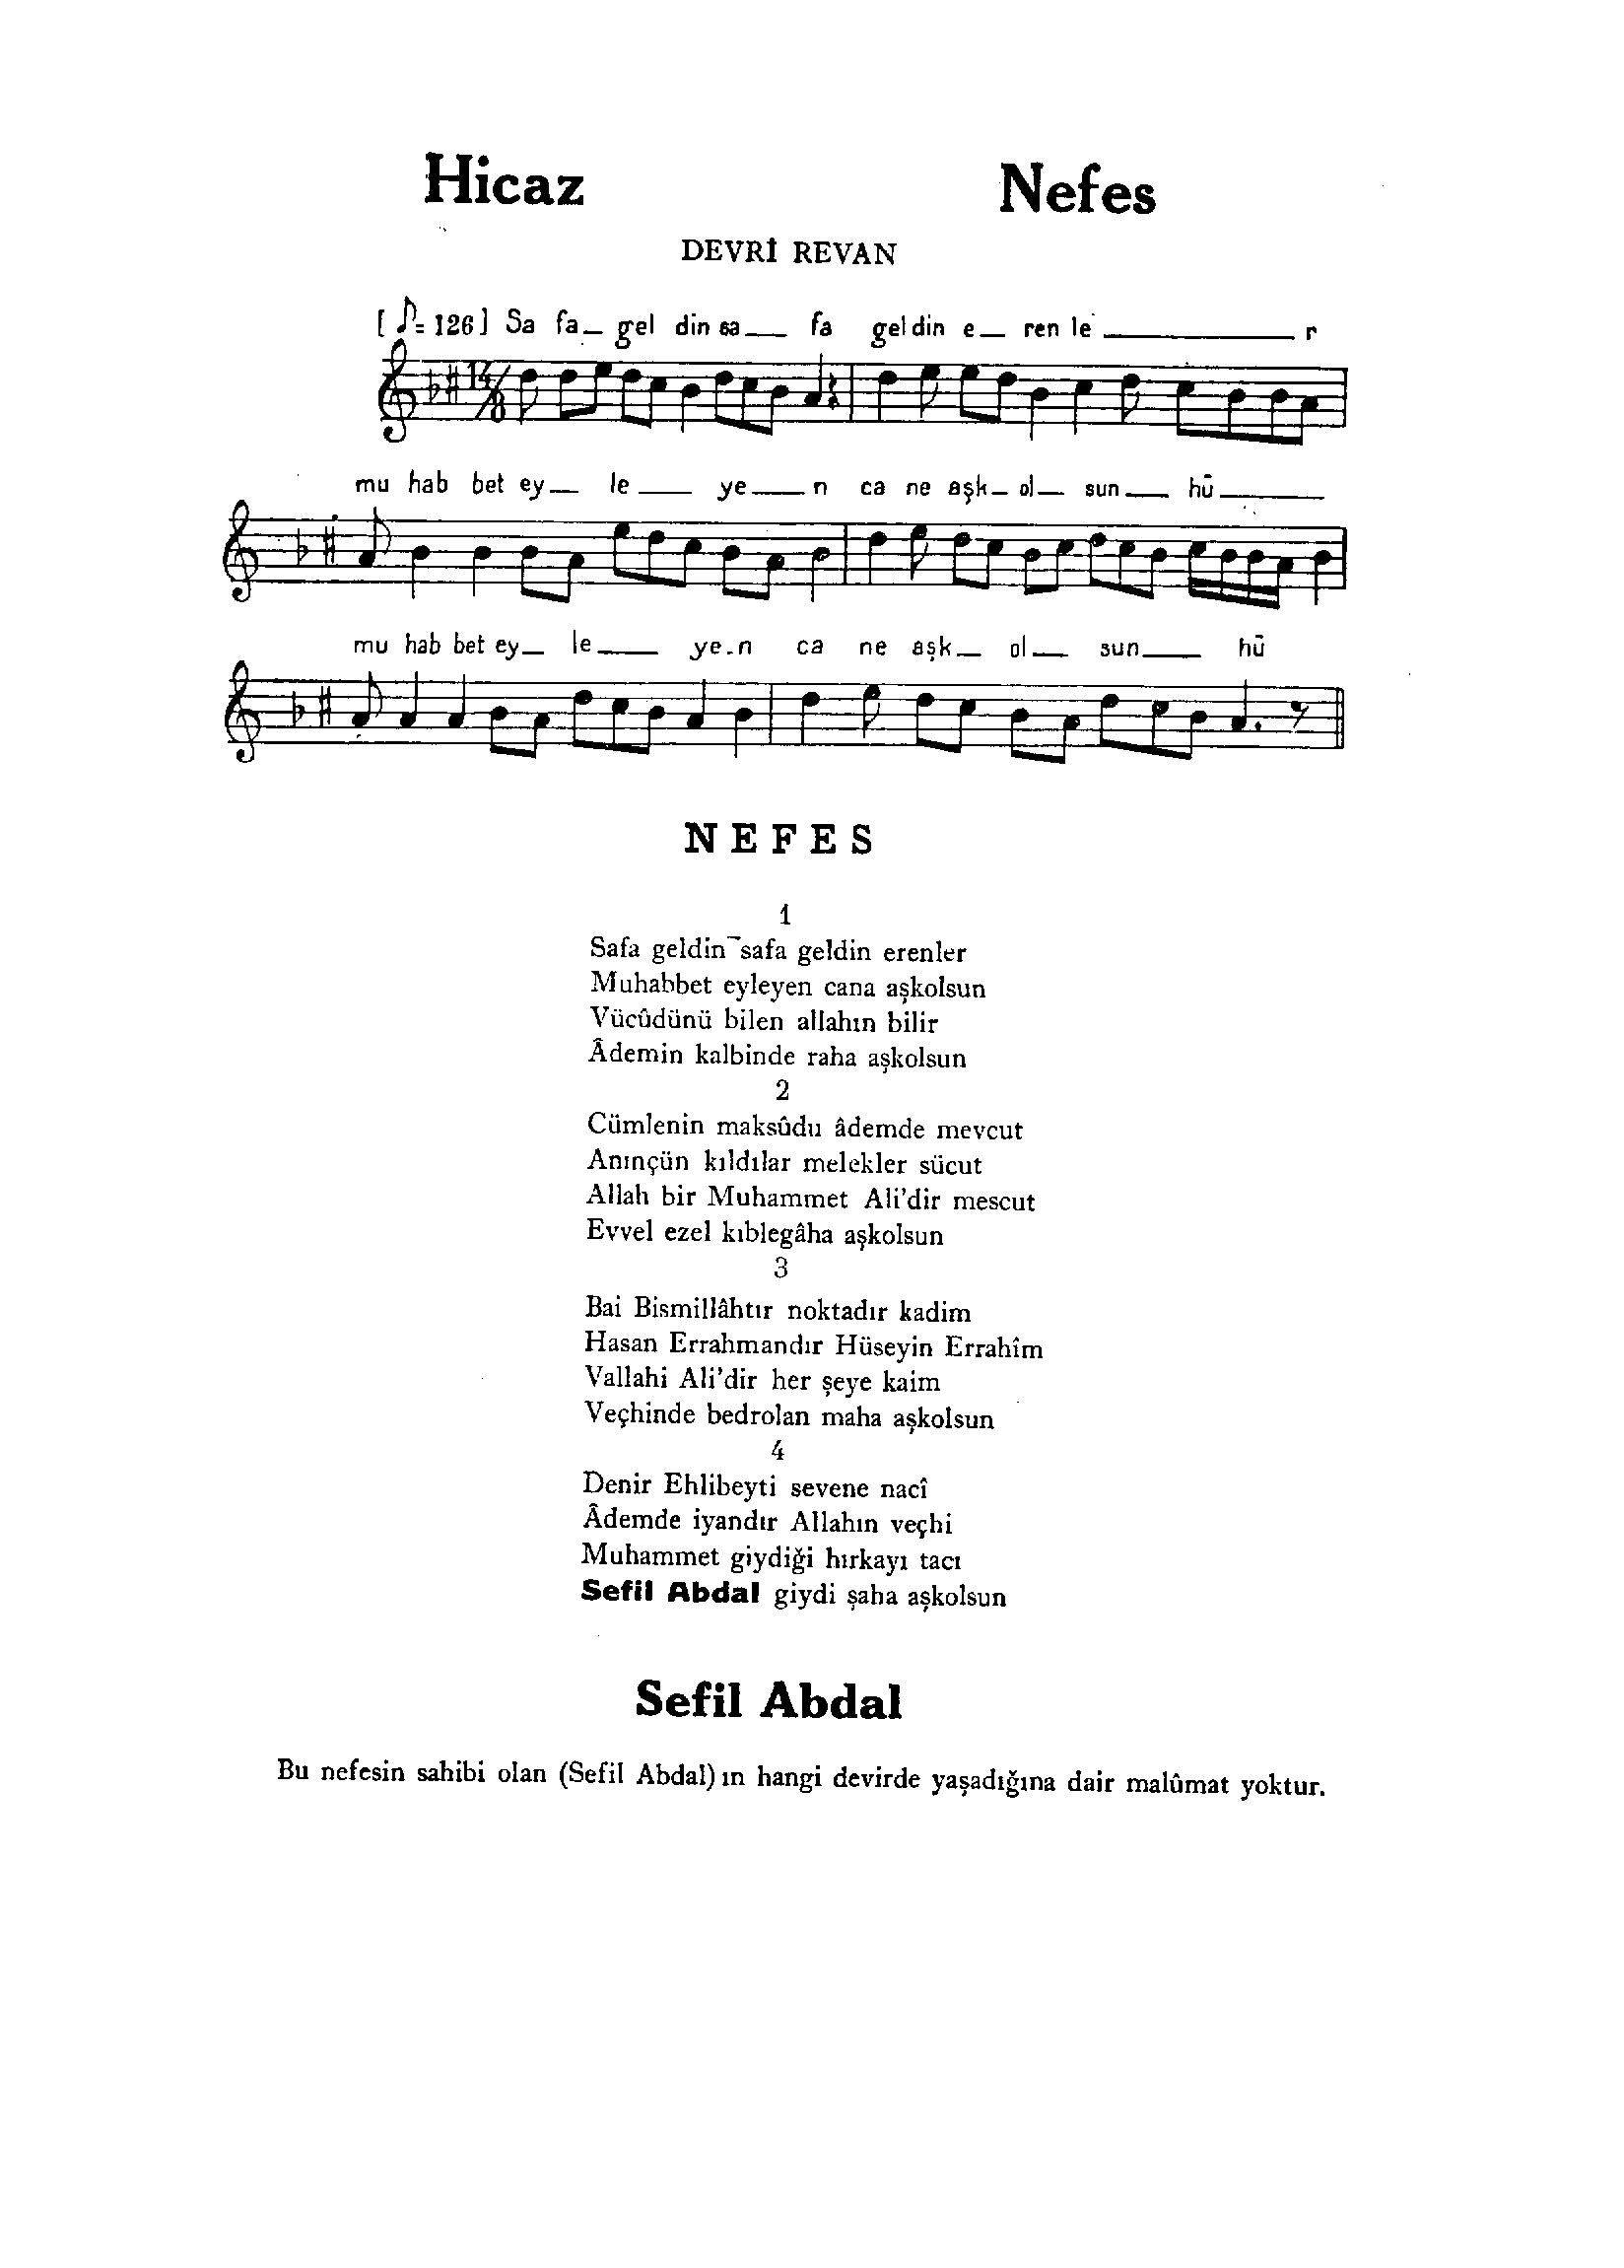 Hicaz Nefes
DEVRİ REVAN
[♪= 126] Sa fa_ gel din sa_ fa gel din e_ ren le_ r
14/8
mu hab bet ey_ le_ ye_ n ca ne aşk_ ol_ sun_ hû_
mu hab bet ey_ le_ ye_n ca ne aşk_ ol_ sun_ hû
NEFES
1
Safa geldin safa geldin erenler
Muhabbet eyleyen cana aşkolsun
Vücûdünü bilen allahın bilir
Âdemin kalbinde raha aşkolsun
2
Cümlenin maksûdu âdemde mevcut
Anınçün kıldılar melekler sücut
Allah bir Muhammet Ali'dir mescut
Evvel ezel kıblegâha aşkolsun
3
Bai Bismillâhtır noktadır kadim
Hasan Errahmandır Hüseyin Errahîm
Vallahi Ali'dir her şeye kaim
Veçhinde bedrolan maha aşkolsun
4
Denir Ehlibeyti sevene nacî
Âdemde iyandır Allahın veçhi
Muhammet giydiği hırkayı tacı
Sefil Abdal giydi şaha aşkolsun
Sefil Abdal
Bu nefesin sahibi olan (Sefil Abdal)ın hangi devirde yaşadığına dair malûmat yoktur.